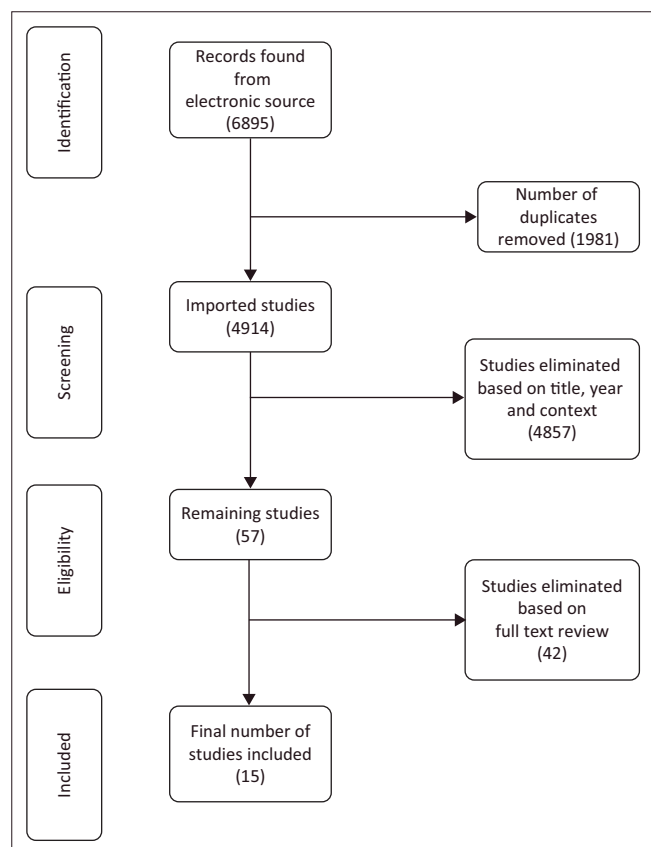 Identification
Records found
from
electronic source
(6895)
Number of
duplicates
removed (1981)
Screening
Imported studies
(4914)
Studies eliminated
based on title, year
and context
(4857)
Eligibility
Remaining studies
(57)
Studies eliminated
based on
full text review
(42)
Included
Final number of
studies included
(15)